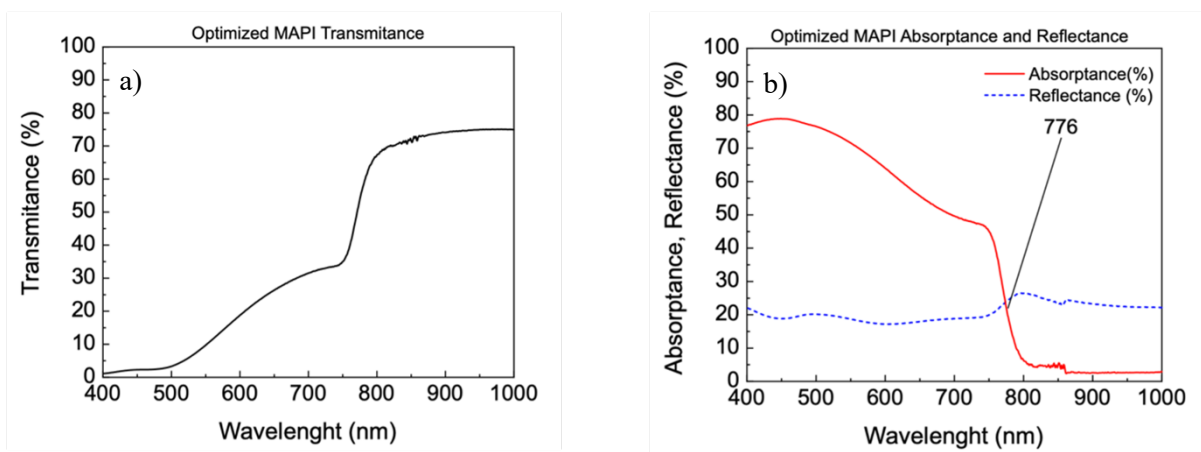 Optimized MAPI Transmitance
a)
Transmitance (%)
100
90
80
70
60
50
40
30
20
10
0
400 500 600 700 800 900 1000
Wavelenght (nm)
Optimized MAPI Absorptance and Reflectance
b)
Absorptance(%)
Reflectance (%)
776
Absorptance, Reflectance (%)
100
90
80
70
60
50
40
30
20
10
0
400 500 600 700 800 900 1000
Wavelenght (nm)